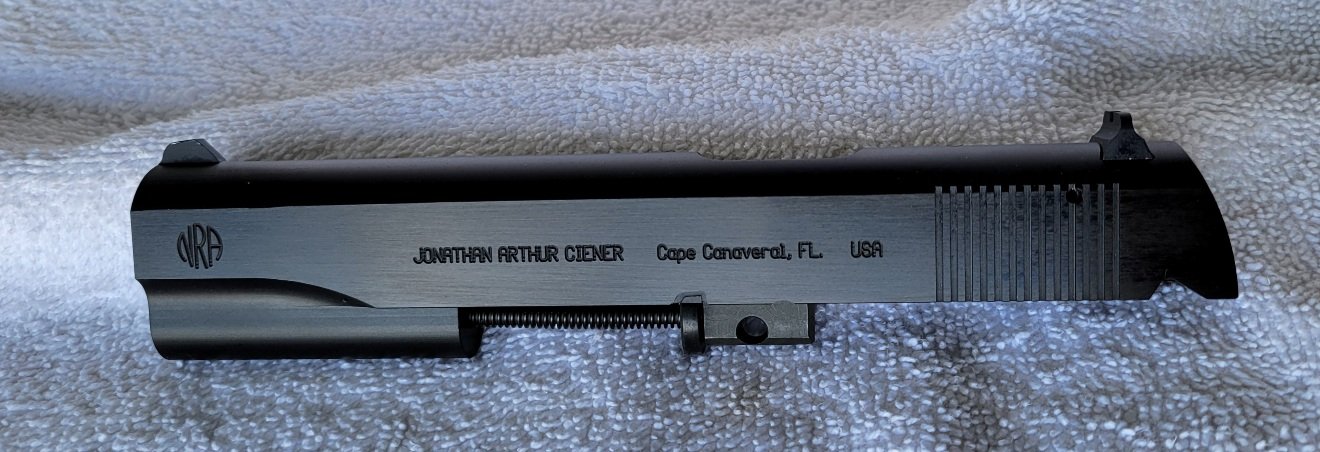 NRA
JONATHAN ARTHUR CIENER Cape Canaveral, FL. USA